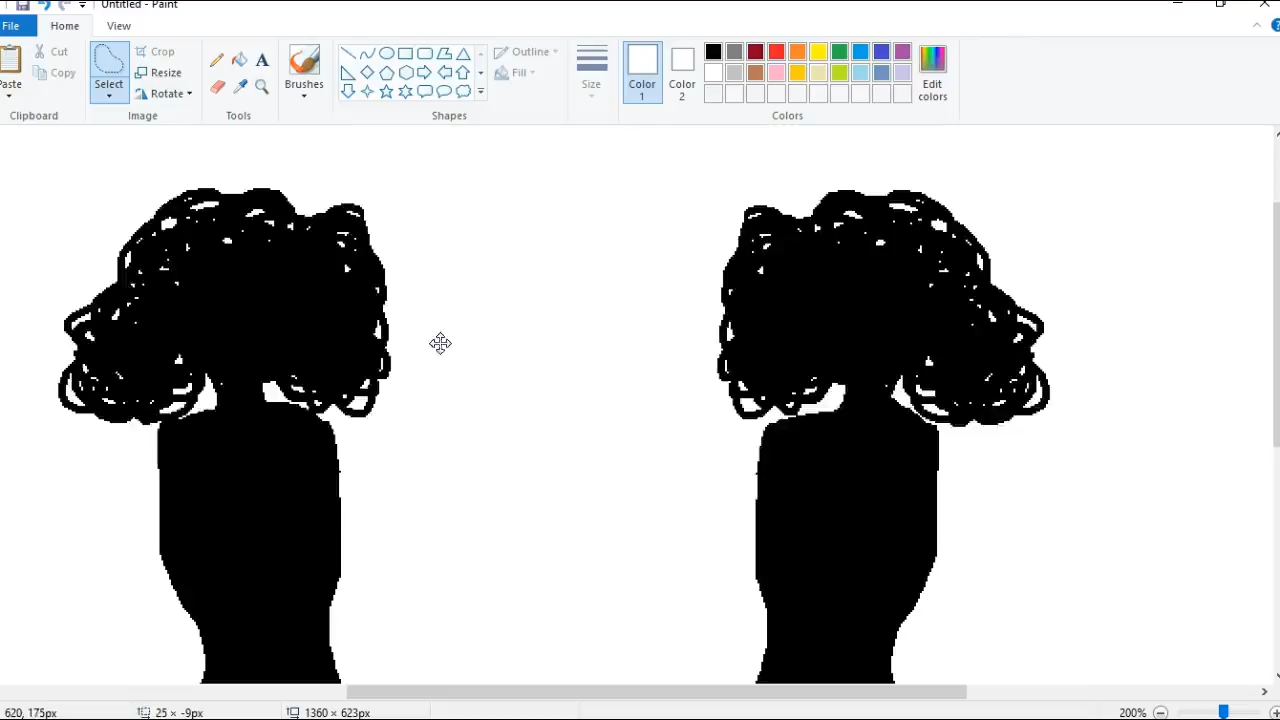 Untitled - Paint
File Home View
Cut
Copy
Paste
Clipboard
Select
Crop
Resize
Rotate
Image
Tools
Brushes
Shapes
Outline
Fill
Size
Color 1
Color 2
Edit colors
Colors
620, 175px
25 × -9px
1360 × 623px
200%